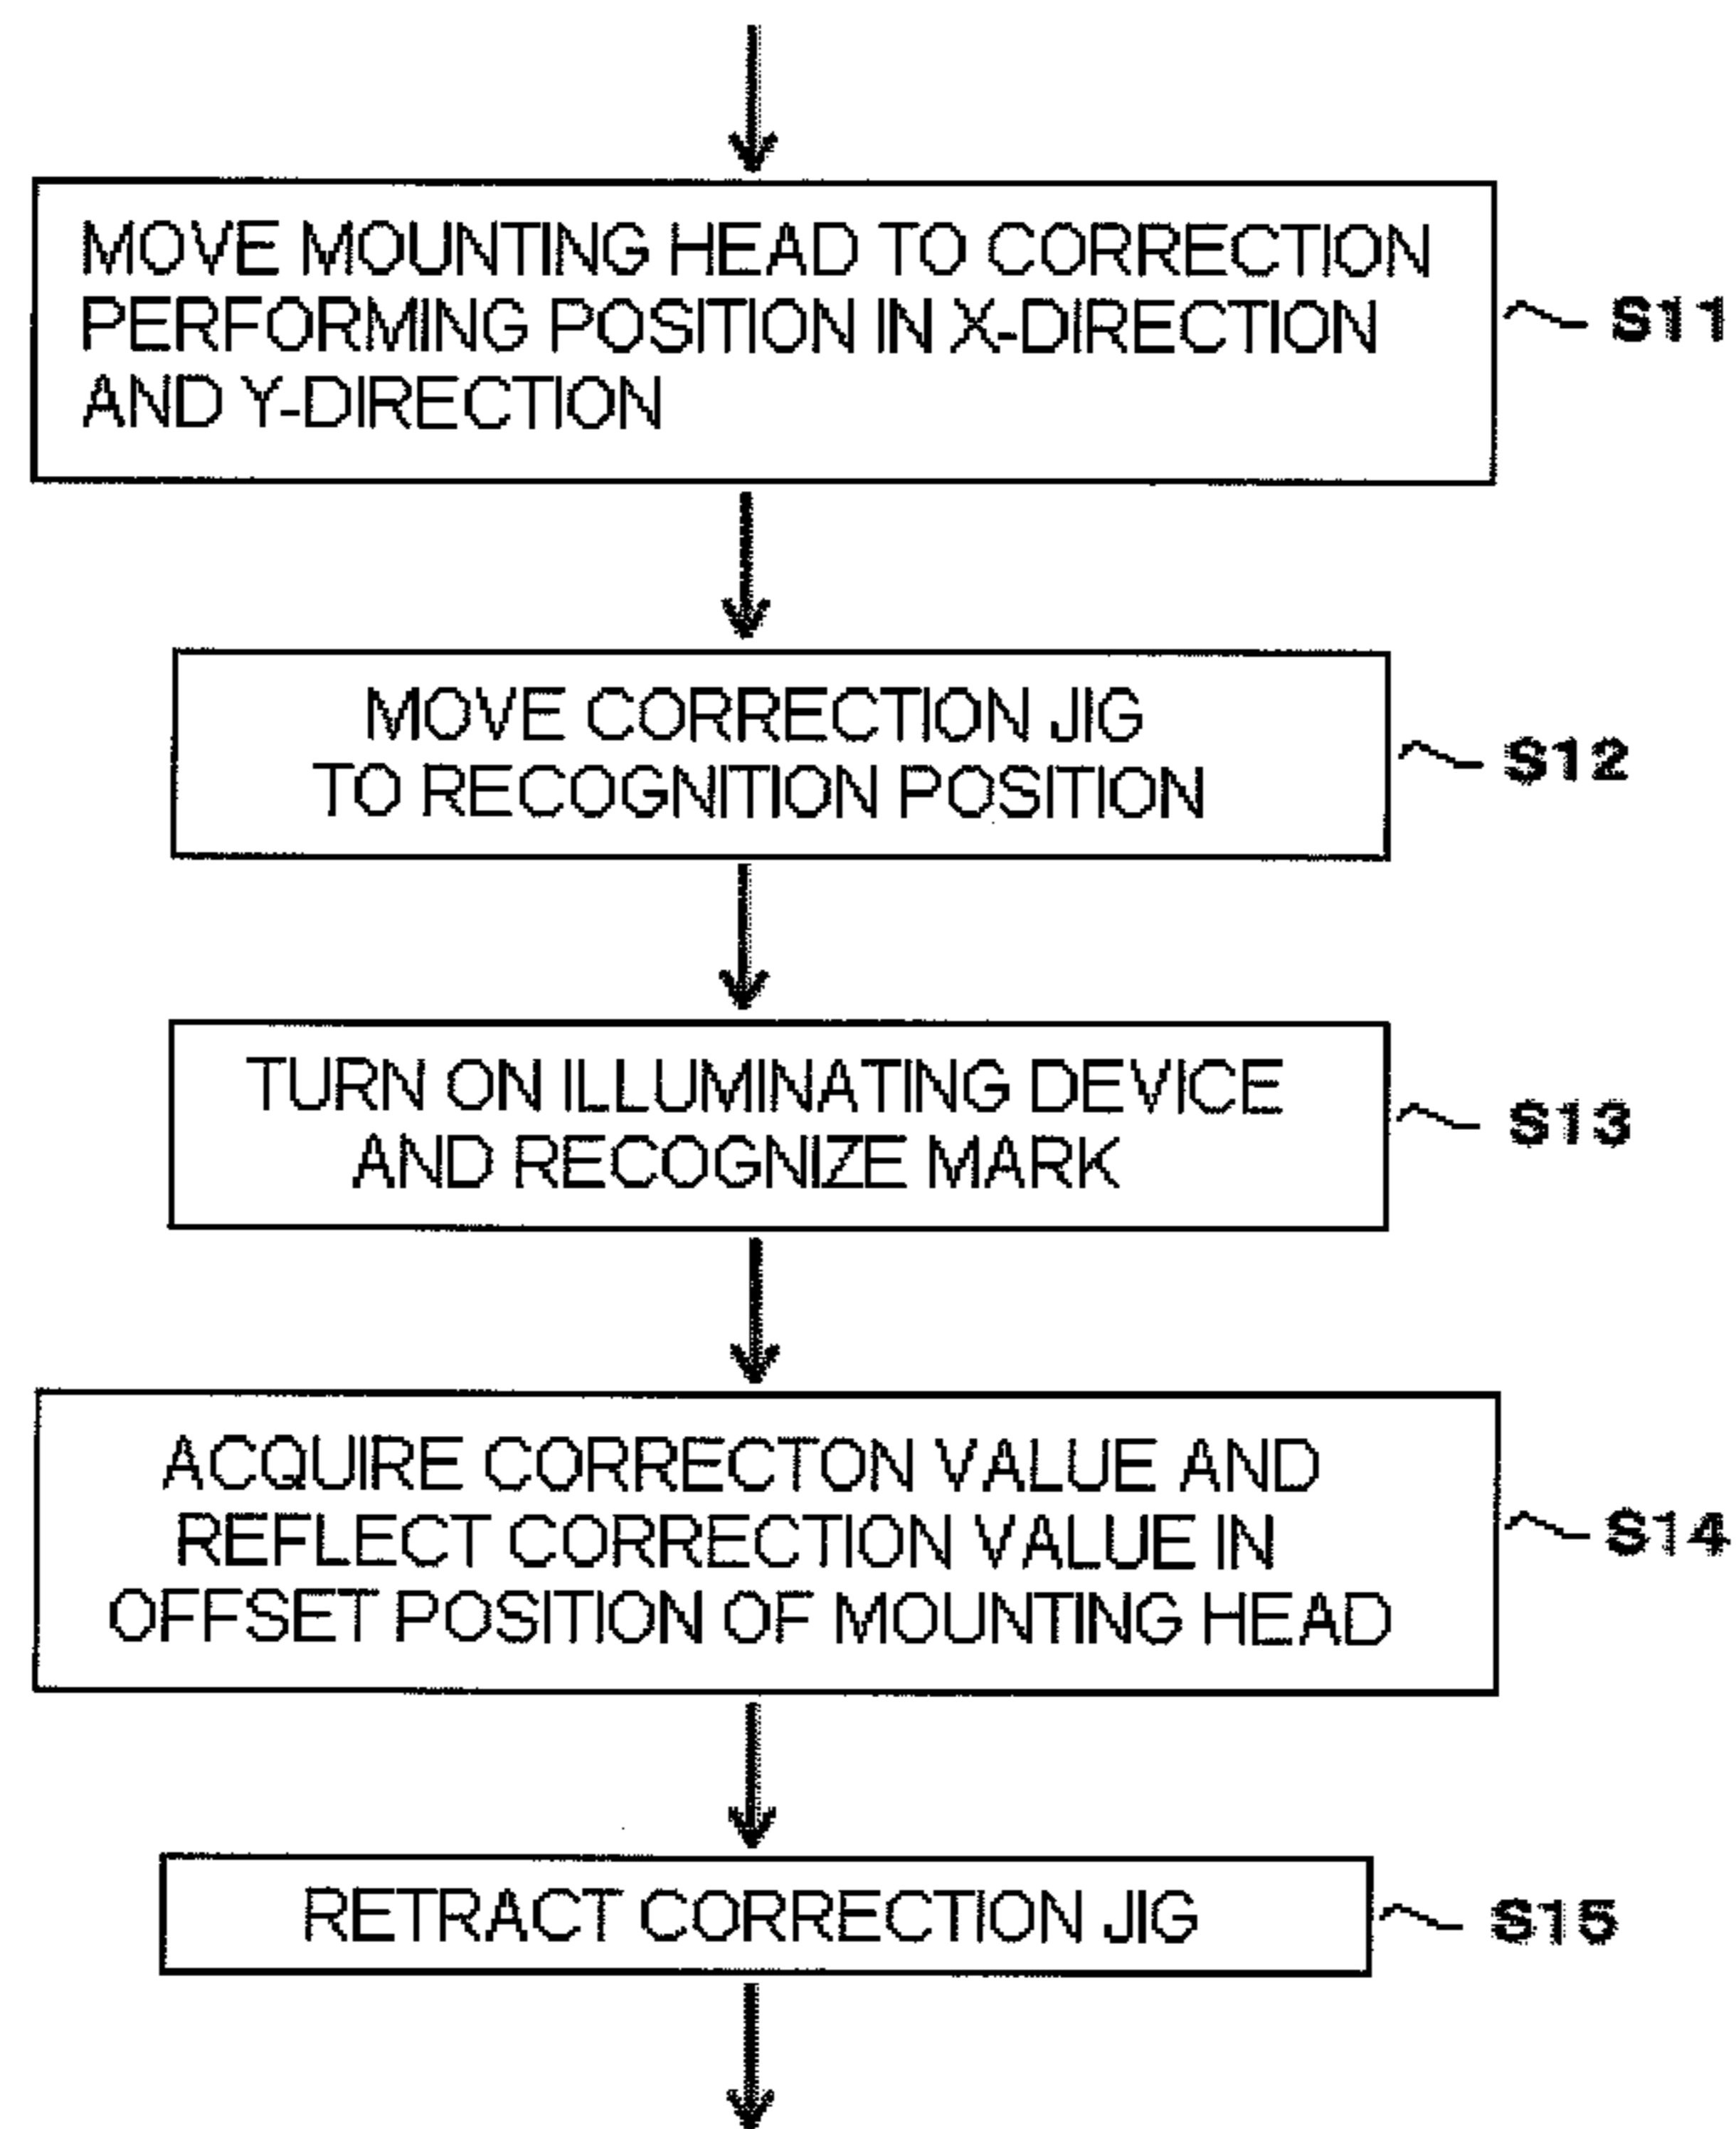 MOVE MOUNTING HEAD TO CORRECTION
PERFORMING POSITION IN X-DIRECTION
AND Y-DIRECTION
S11
MOVE CORRECTION JIG
TO RECOGNITION POSITION
S12
TURN ON ILLUMINATING DEVICE
AND RECOGNIZE MARK
S13
ACQUIRE CORRECTON VALUE AND
REFLECT CORRECTION VALUE IN
OFFSET POSITION OF MOUNTING HEAD
S14
RETRACT CORRECTION JIG
S15